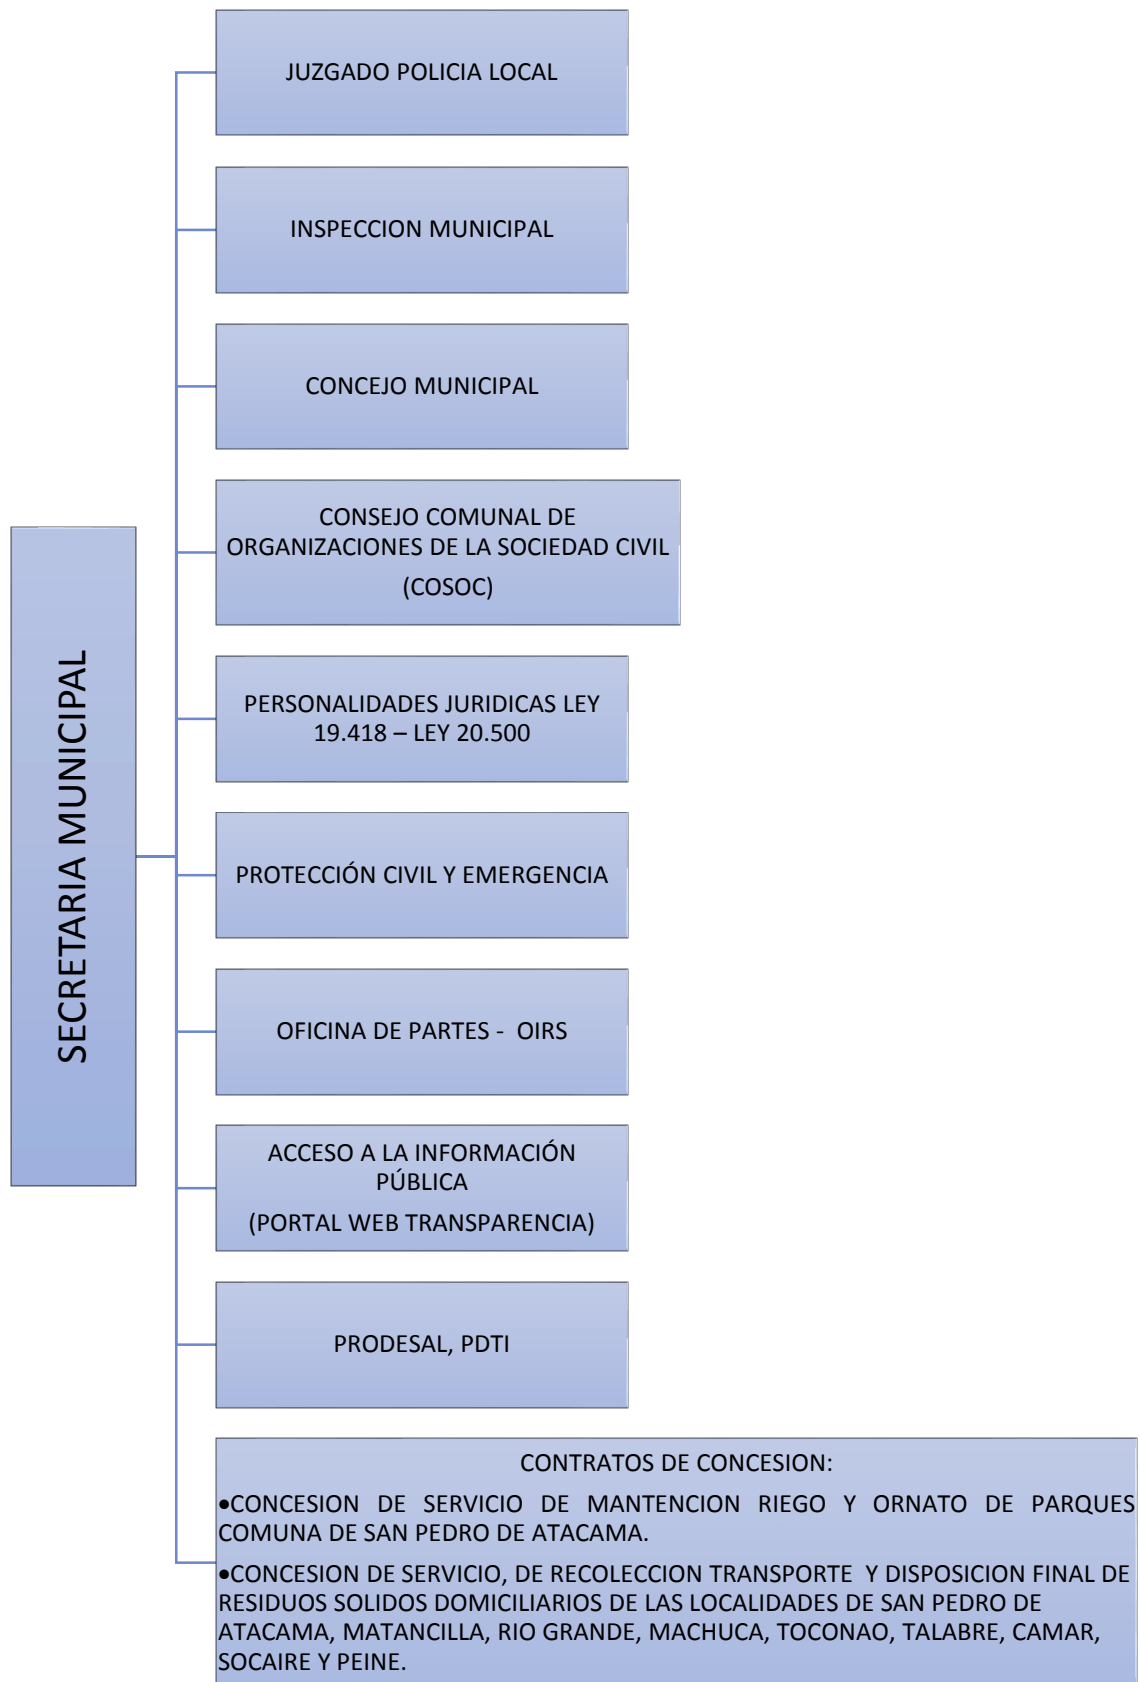 SECRETARIA MUNICIPAL
JUZGADO POLICIA LOCAL
INSPECCION MUNICIPAL
CONCEJO MUNICIPAL
CONSEJO COMUNAL DE
ORGANIZACIONES DE LA SOCIEDAD CIVIL
(COSOC)
PERSONALIDADES JURIDICAS LEY
19.418 – LEY 20.500
PROTECCIÓN CIVIL Y EMERGENCIA
OFICINA DE PARTES - OIRS
ACCESO A LA INFORMACIÓN
PÚBLICA
(PORTAL WEB TRANSPARENCIA)
PRODESAL, PDTI
CONTRATOS DE CONCESION:
•CONCESION DE SERVICIO DE MANTENCION RIEGO Y ORNATO DE PARQUES
COMUNA DE SAN PEDRO DE ATACAMA.
•CONCESION DE SERVICIO, DE RECOLECCION TRANSPORTE Y DISPOSICION FINAL DE
RESIDUOS SOLIDOS DOMICILIARIOS DE LAS LOCALIDADES DE SAN PEDRO DE
ATACAMA, MATANCILLA, RIO GRANDE, MACHUCA, TOCONAO, TALABRE, CAMAR,
SOCAIRE Y PEINE.